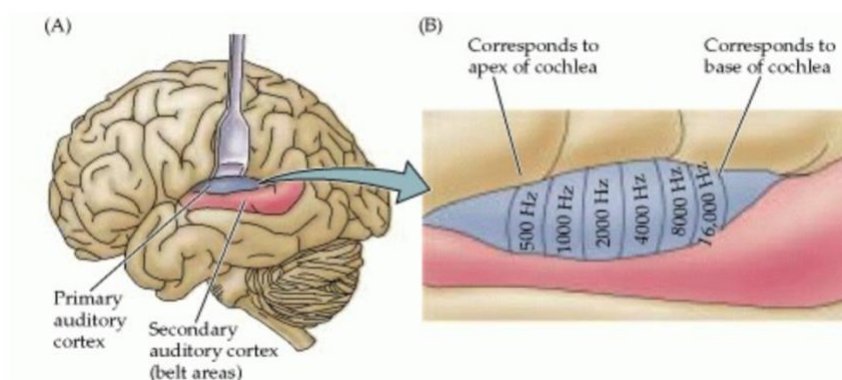 (A)
Primary
auditory
cortex
Secondary
auditory cortex
(belt areas)
(B)
Corresponds to
apex of cochlea
Corresponds to
base of cochlea
500 Hz
1000 Hz
2000 Hz
4000 Hz
8000 Hz
16,000 Hz